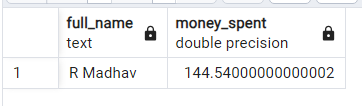 full_name money_spent
text double precision
1 R Madhav 144.54000000000002